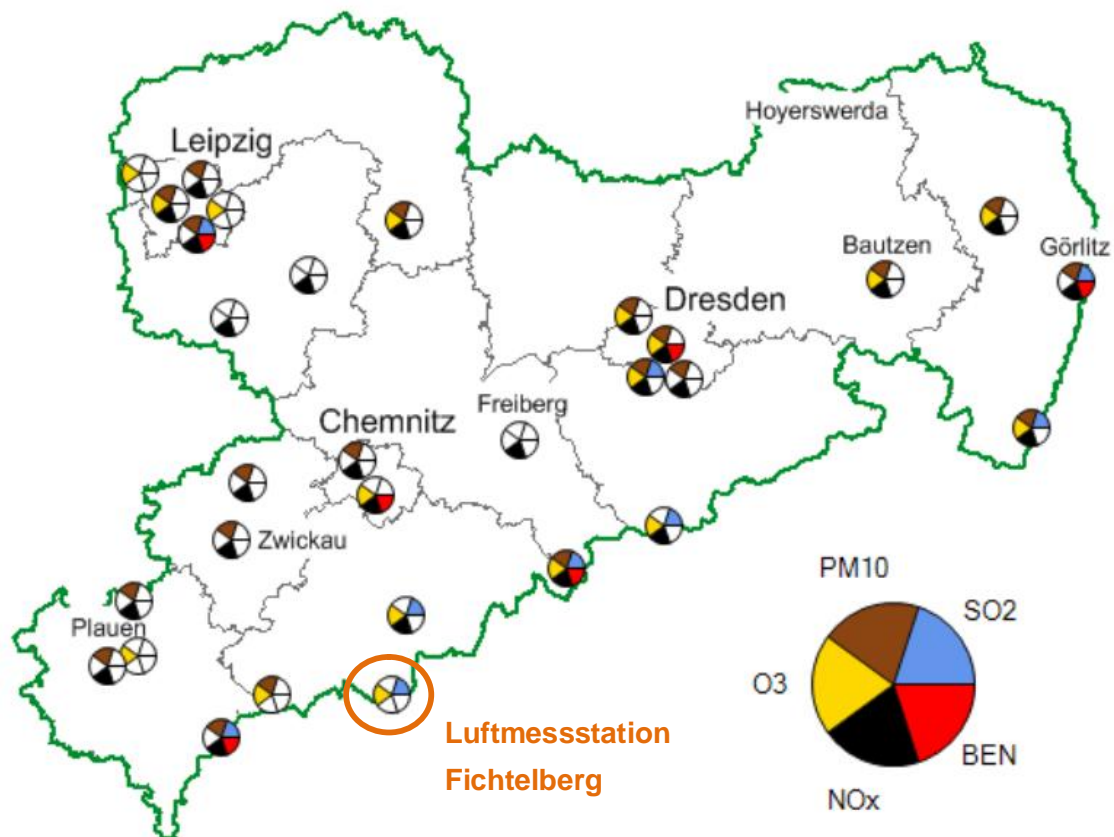 Hoyerswerda
Leipzig
Bautzen
Görlitz
Dresden
Freiberg
Chemnitz
Zwickau
Plauen
Luftmessstation
Fichtelberg
PM10
SO2
O3
BEN
NOx